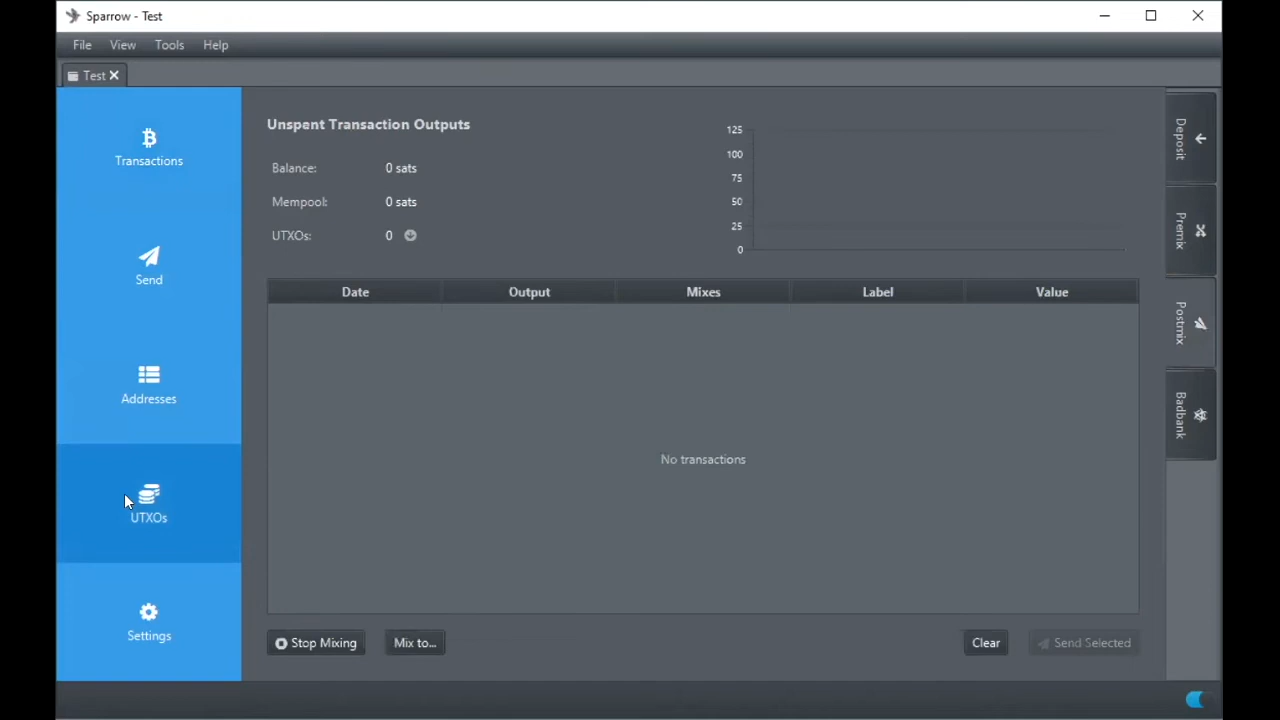 Sparrow - Test
File View Tools Help
Test
Transactions
Send
Addresses
UTXOs
Settings
Unspent Transaction Outputs
Balance: 0 sats
Mempool: 0 sats
UTXOs: 0
125
100
75
50
25
0
Date Output Mixes Label Value
No transactions
Stop Mixing Mix to... Clear Send Selected
Deposit
Premix
Postmix
Badbank